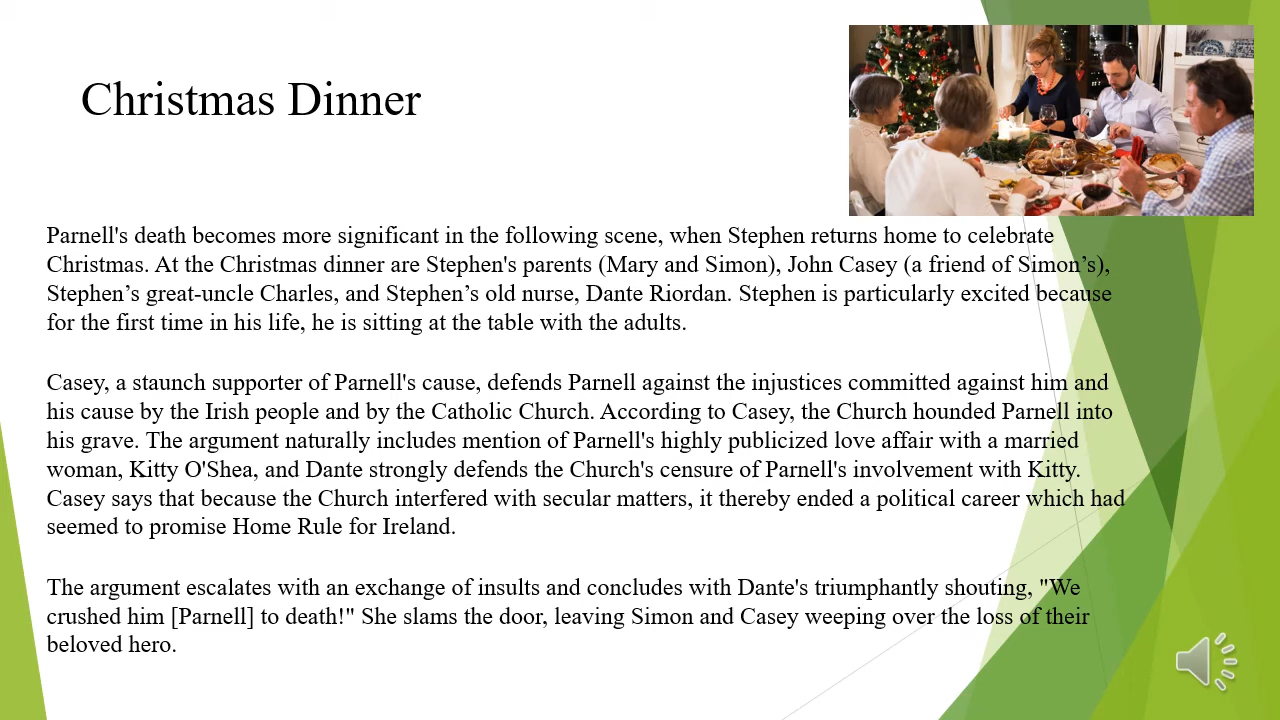 Christmas Dinner
Parnell's death becomes more significant in the following scene, when Stephen returns home to celebrate
Christmas. At the Christmas dinner are Stephen's parents (Mary and Simon), John Casey (a friend of Simon’s),
Stephen’s great-uncle Charles, and Stephen’s old nurse, Dante Riordan. Stephen is particularly excited because
for the first time in his life, he is sitting at the table with the adults.
Casey, a staunch supporter of Parnell's cause, defends Parnell against the injustices committed against him and
his cause by the Irish people and by the Catholic Church. According to Casey, the Church hounded Parnell into
his grave. The argument naturally includes mention of Parnell's highly publicized love affair with a married
woman, Kitty O'Shea, and Dante strongly defends the Church's censure of Parnell's involvement with Kitty.
Casey says that because the Church interfered with secular matters, it thereby ended a political career which had
seemed to promise Home Rule for Ireland.
The argument escalates with an exchange of insults and concludes with Dante's triumphantly shouting, "We
crushed him [Parnell] to death!" She slams the door, leaving Simon and Casey weeping over the loss of their
beloved hero.